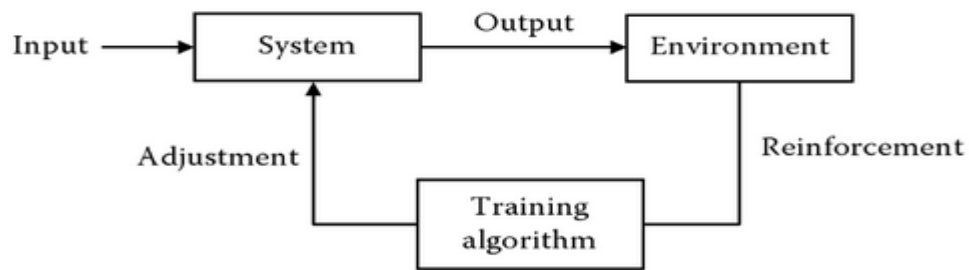 Output
Input
System
Environment
Adjustment
Reinforcement
Training
algorithm